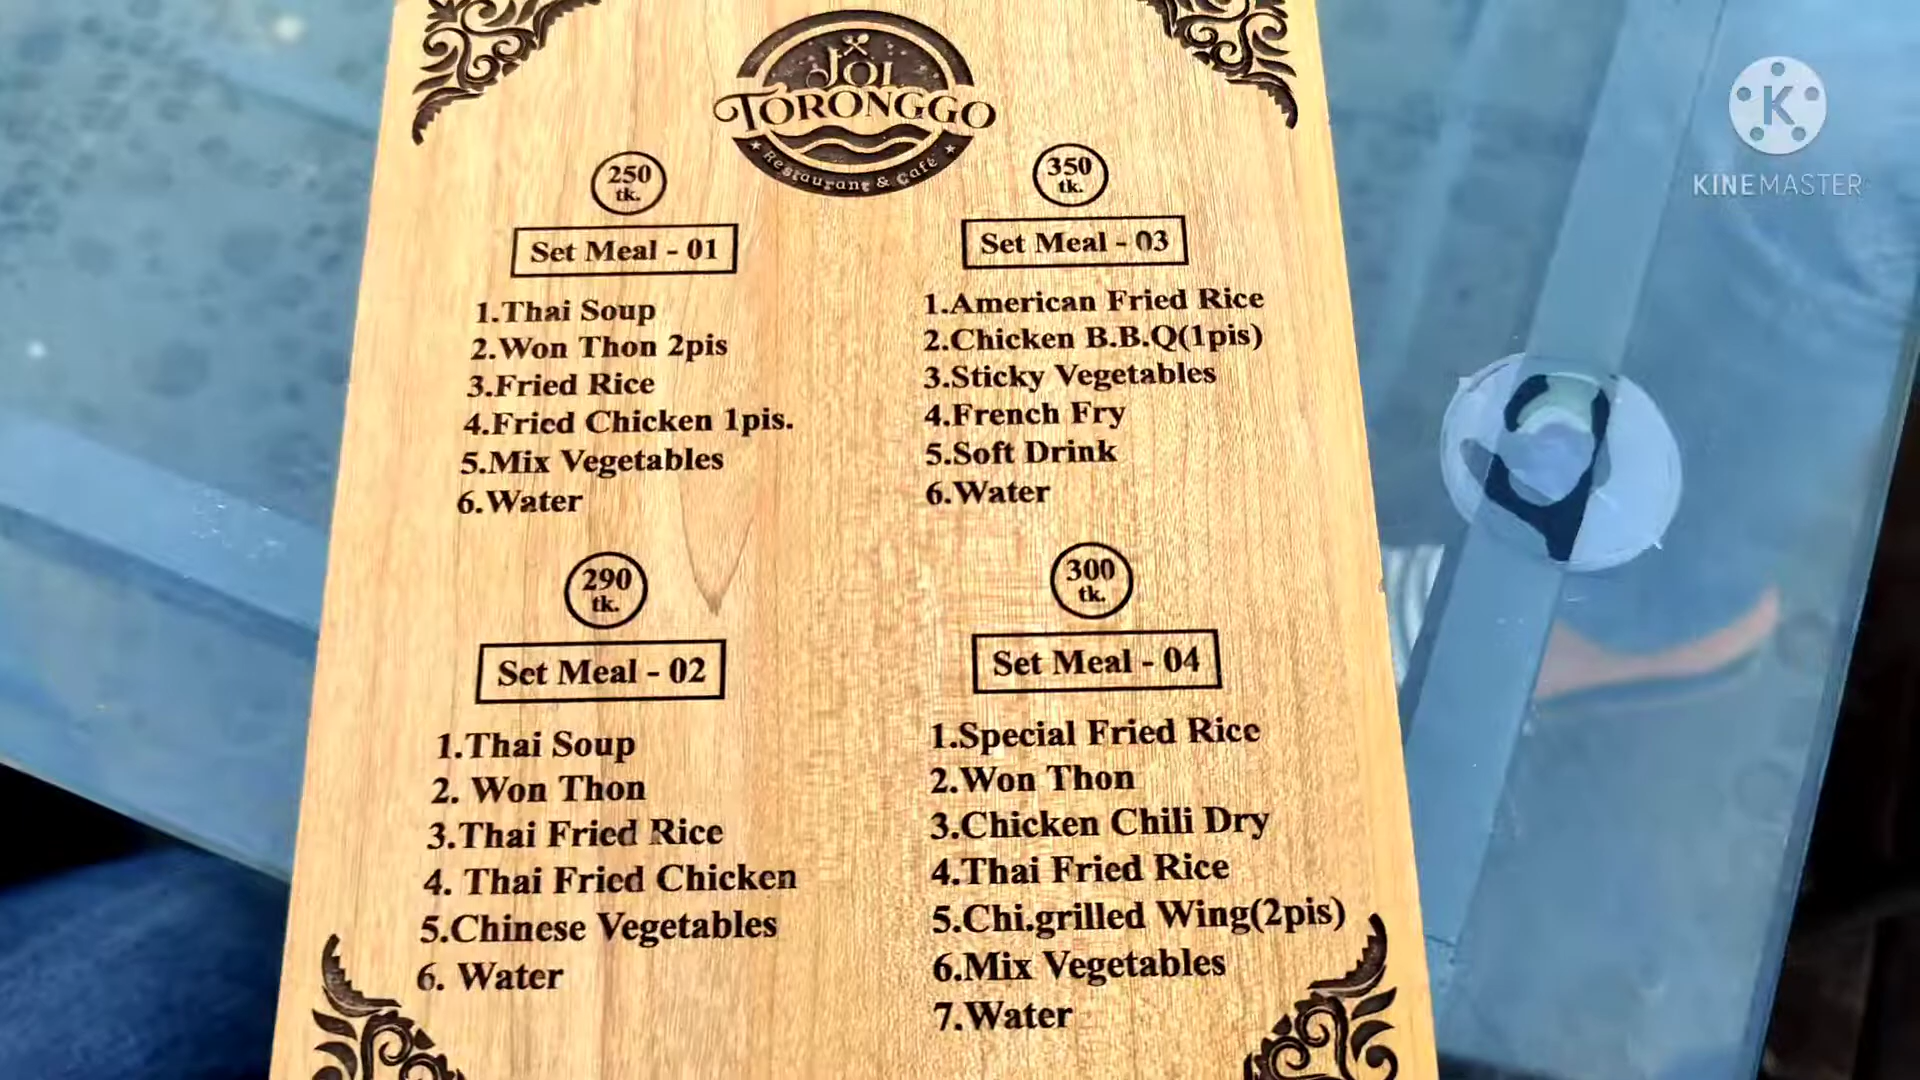 JOI
TORONGGO
Restaurant & Café
250
tk.
Set Meal - 01
1.Thai Soup
2.Won Thon 2pis
3.Fried Rice
4.Fried Chicken 1pis.
5.Mix Vegetables
6.Water
290
tk.
Set Meal - 02
1.Thai Soup
2. Won Thon
3.Thai Fried Rice
4. Thai Fried Chicken
5.Chinese Vegetables
6. Water
350
tk.
Set Meal - 03
1.American Fried Rice
2.Chicken B.B.Q(1pis)
3.Sticky Vegetables
4.French Fry
5.Soft Drink
6.Water
300
tk.
Set Meal - 04
1.Special Fried Rice
2.Won Thon
3.Chicken Chili Dry
4.Thai Fried Rice
5.Chi.grilled Wing(2pis)
6.Mix Vegetables
7.Water
K
KINEMASTER